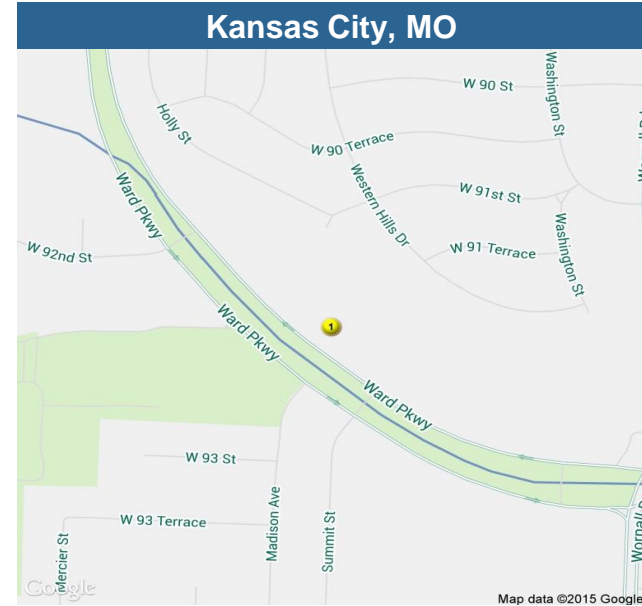 Kansas City, MO
W 90 St
Washington St
Holly St
W 90 Terrace
Western Hills Dr
W 91st St
Ward Pkwy
W 91 Terrace
Washington St
W 92nd St
Ward Pkwy
1
Ward Pkwy
W 93 St
W 93 Terrace
Madison Ave
Summit St
Mercier St
Google
Map data ©2015 Google